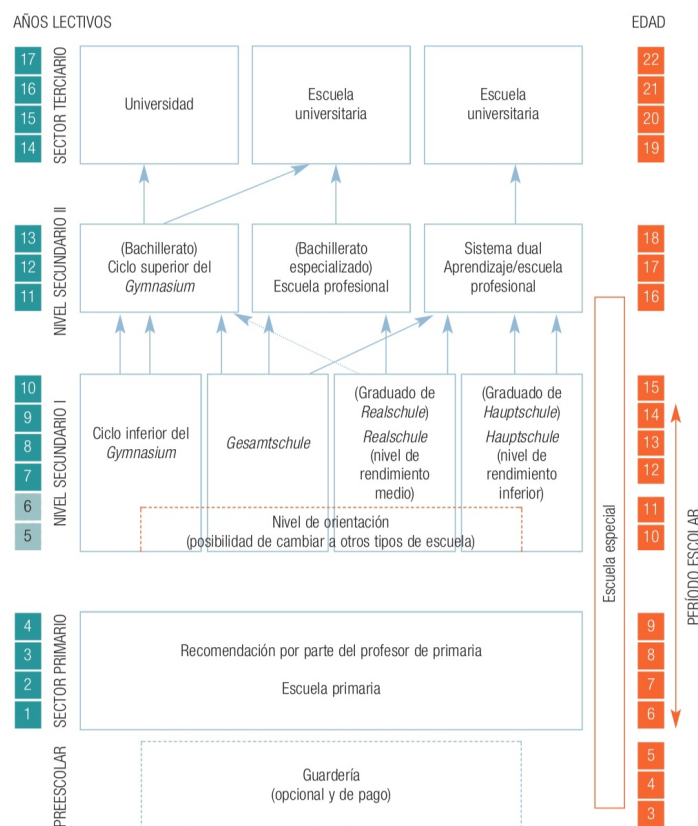 AÑOS LECTIVOS
EDAD
17
16
15
14
SECTOR TERCIARIO
Universidad
Escuela
universitaria
Escuela
universitaria
22
21
20
19
13
12
11
NIVEL SECUNDARIO II
(Bachillerato)
Ciclo superior del
Gymnasium
(Bachillerato
especializado)
Escuela profesional
Sistema dual
Aprendizaje/escuela
profesional
18
17
16
10
9
8
7
6
5
NIVEL SECUNDARIO I
Ciclo inferior del
Gymnasium
Gesamtschule
(Graduado de
Realschule)
Realschule
(nivel de
rendimiento
medio)
(Graduado de
Hauptschule)
Hauptschule
(nivel de
rendimiento
inferior)
Nivel de orientación
(posibilidad de cambiar a otros tipos de escuela)
15
14
13
12
11
10
Escuela especial
PERÍODO ESCOLAR
4
3
2
1
SECTOR PRIMARIO
Recomendación por parte del profesor de primaria
Escuela primaria
9
8
7
6
PREESCOLAR
Guardería
(opcional y de pago)
5
4
3